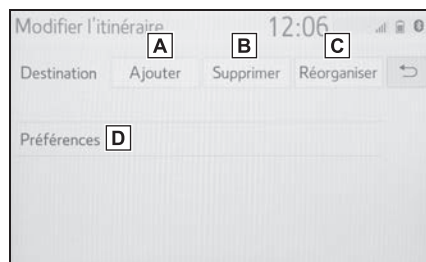 Modifier l'itinéraire 12:06
A B C
Destination Ajouter Supprimer Réorganiser
Préférences D